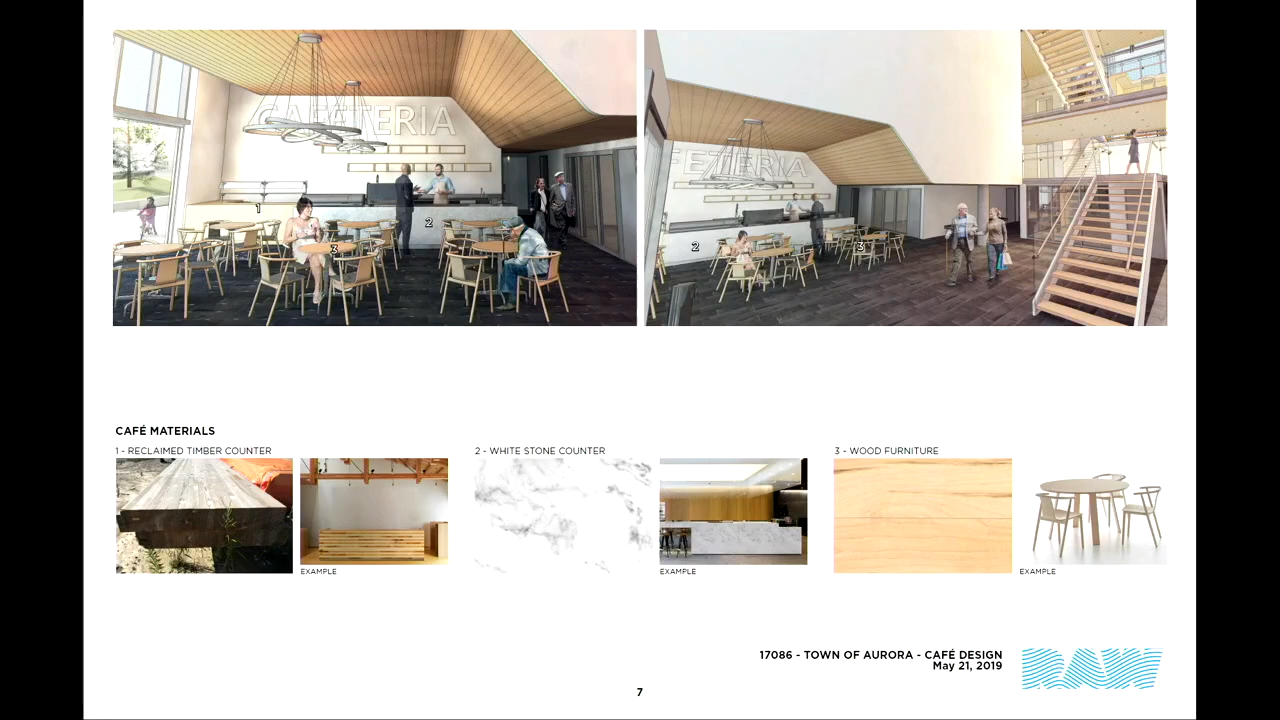 CAFETERIA
1
2
3
FETERIA
2
3
CAFÉ MATERIALS
1 - RECLAIMED TIMBER COUNTER
2 - WHITE STONE COUNTER
3 - WOOD FURNITURE
EXAMPLE
EXAMPLE
EXAMPLE
17086 - TOWN OF AURORA - CAFÉ DESIGN
May 21, 2019
RAW
7